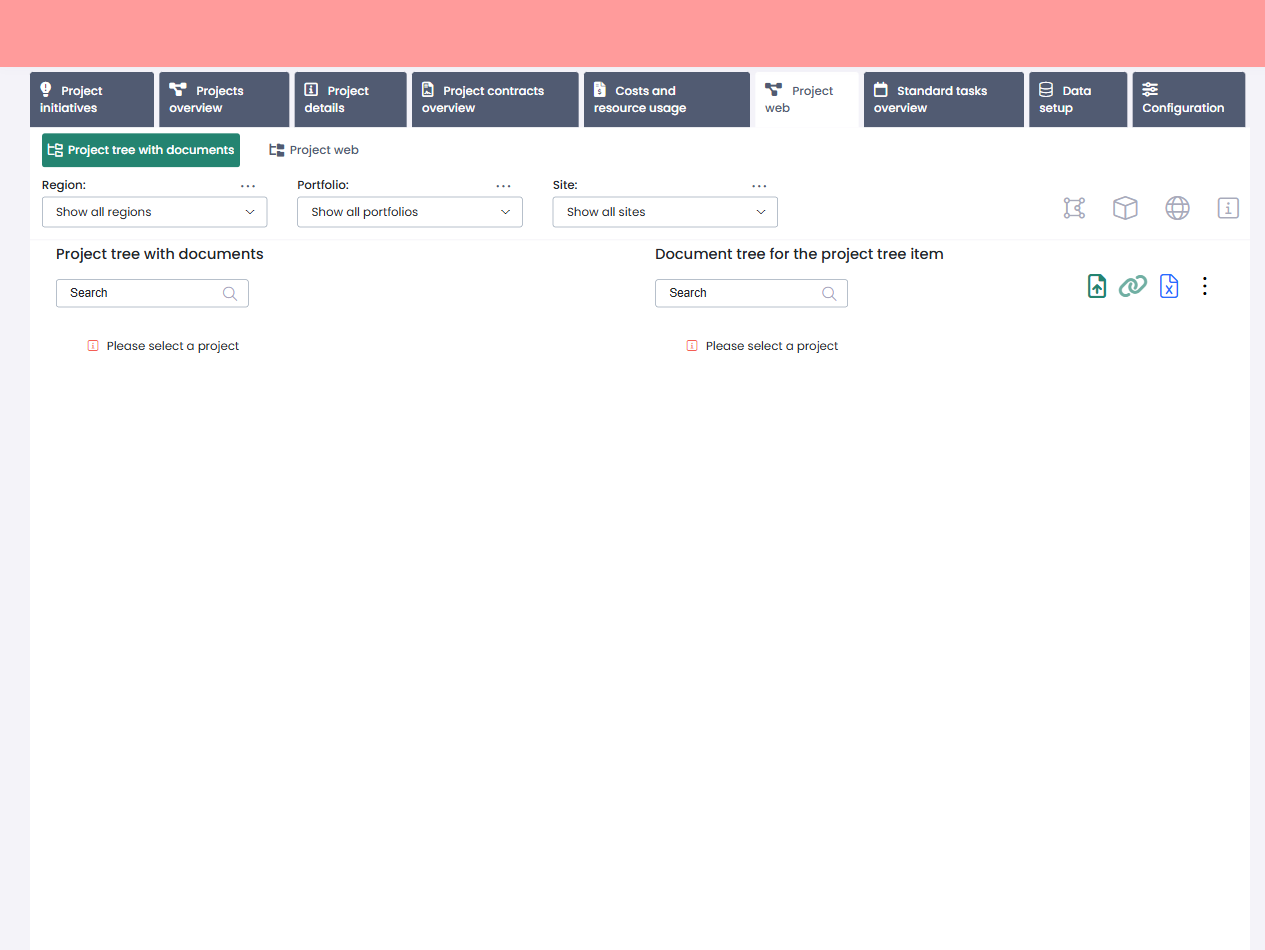 Project initiatives
Projects overview
Project details
Project contracts overview
Costs and resource usage
Project web
Standard tasks overview
Data setup
Configuration
Project tree with documents
Project web
Region:
Portfolio:
Site:
Show all regions
Show all portfolios
Show all sites
Project tree with documents
Document tree for the project tree item
Search
Search
Please select a project
Please select a project